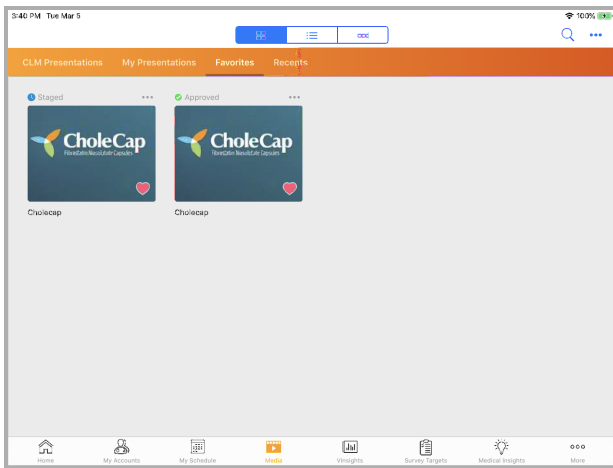 3:40 PM Tue Mar 5 100%
CLM Presentations My Presentations Favorites Recents
Staged Approved
CholeCap CholeCap
Cholecap Cholecap
Home My Accounts My Schedule Media Vinsights Survey Targets Medical Insights More